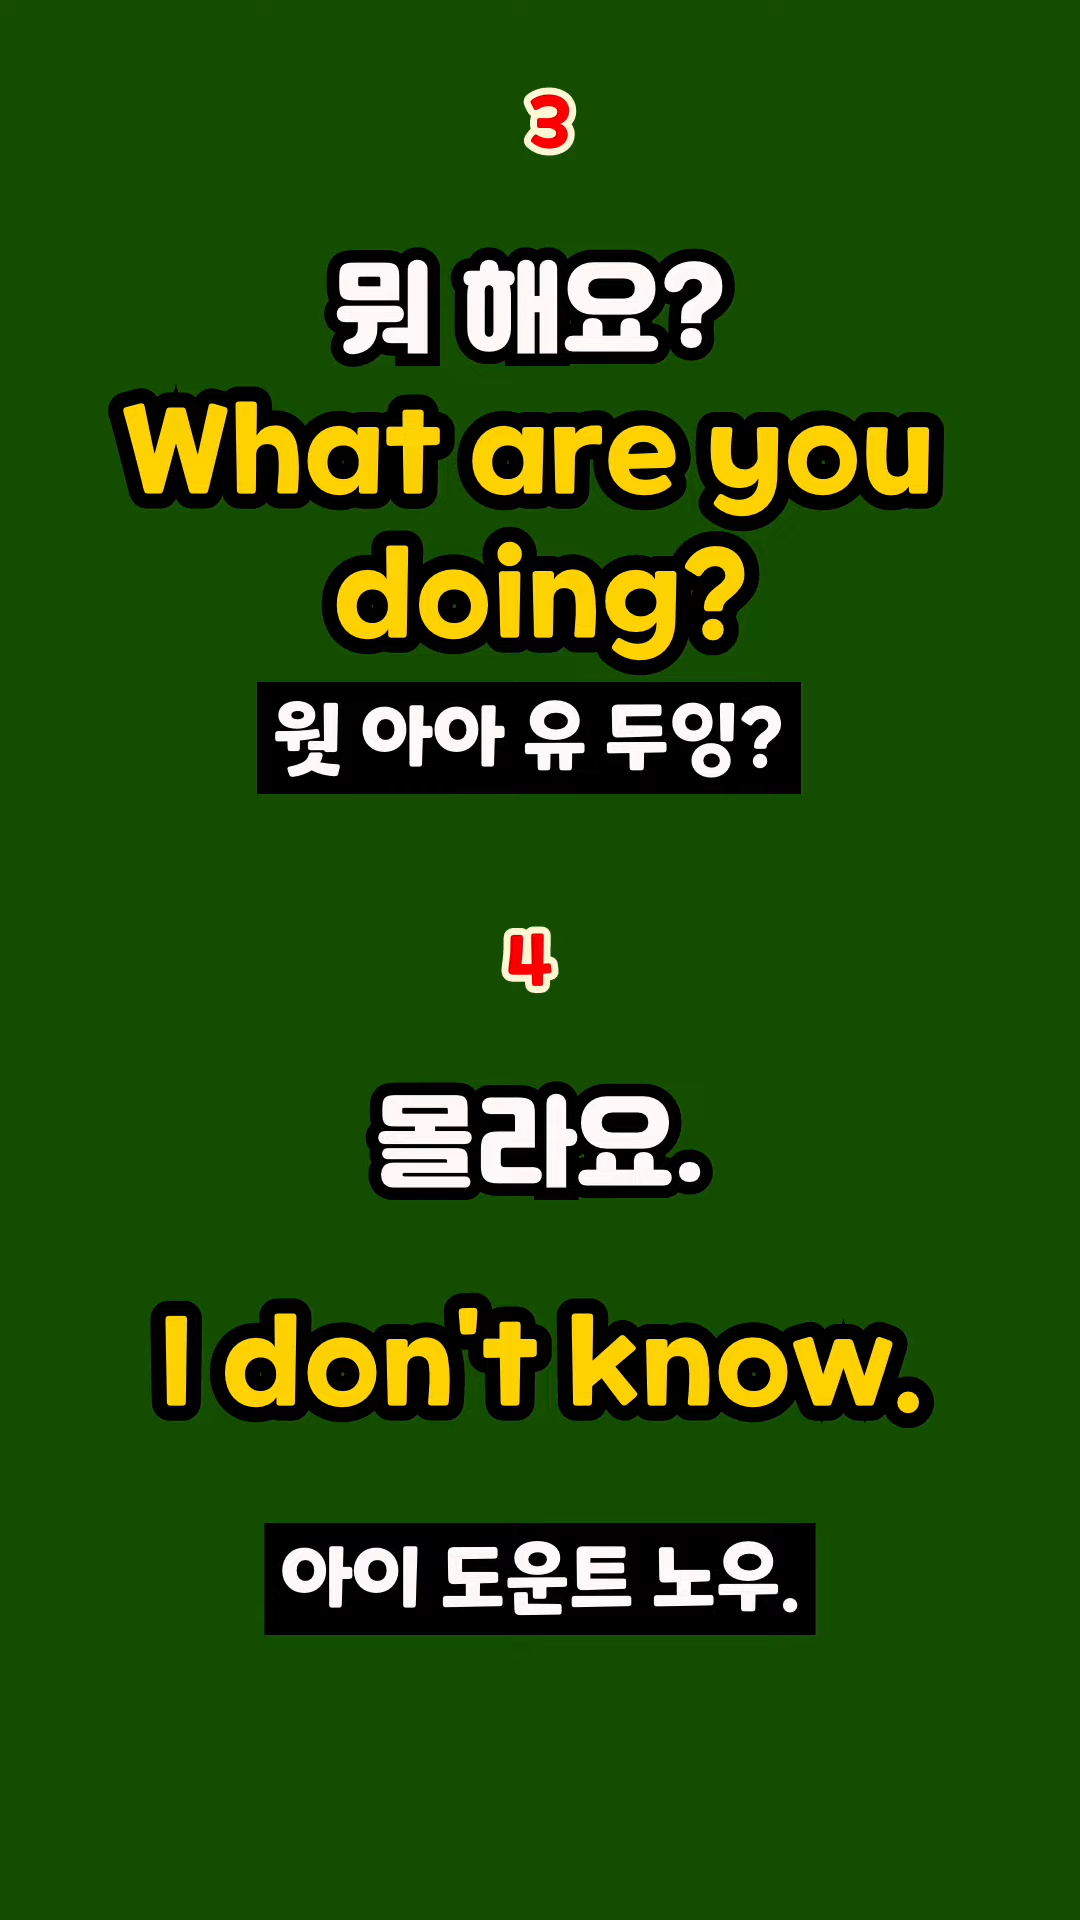 3
뭐 해요?
What are you
doing?
웟 아아 유 두잉?
4
몰라요.
I don't know.
아이 도운트 노우.